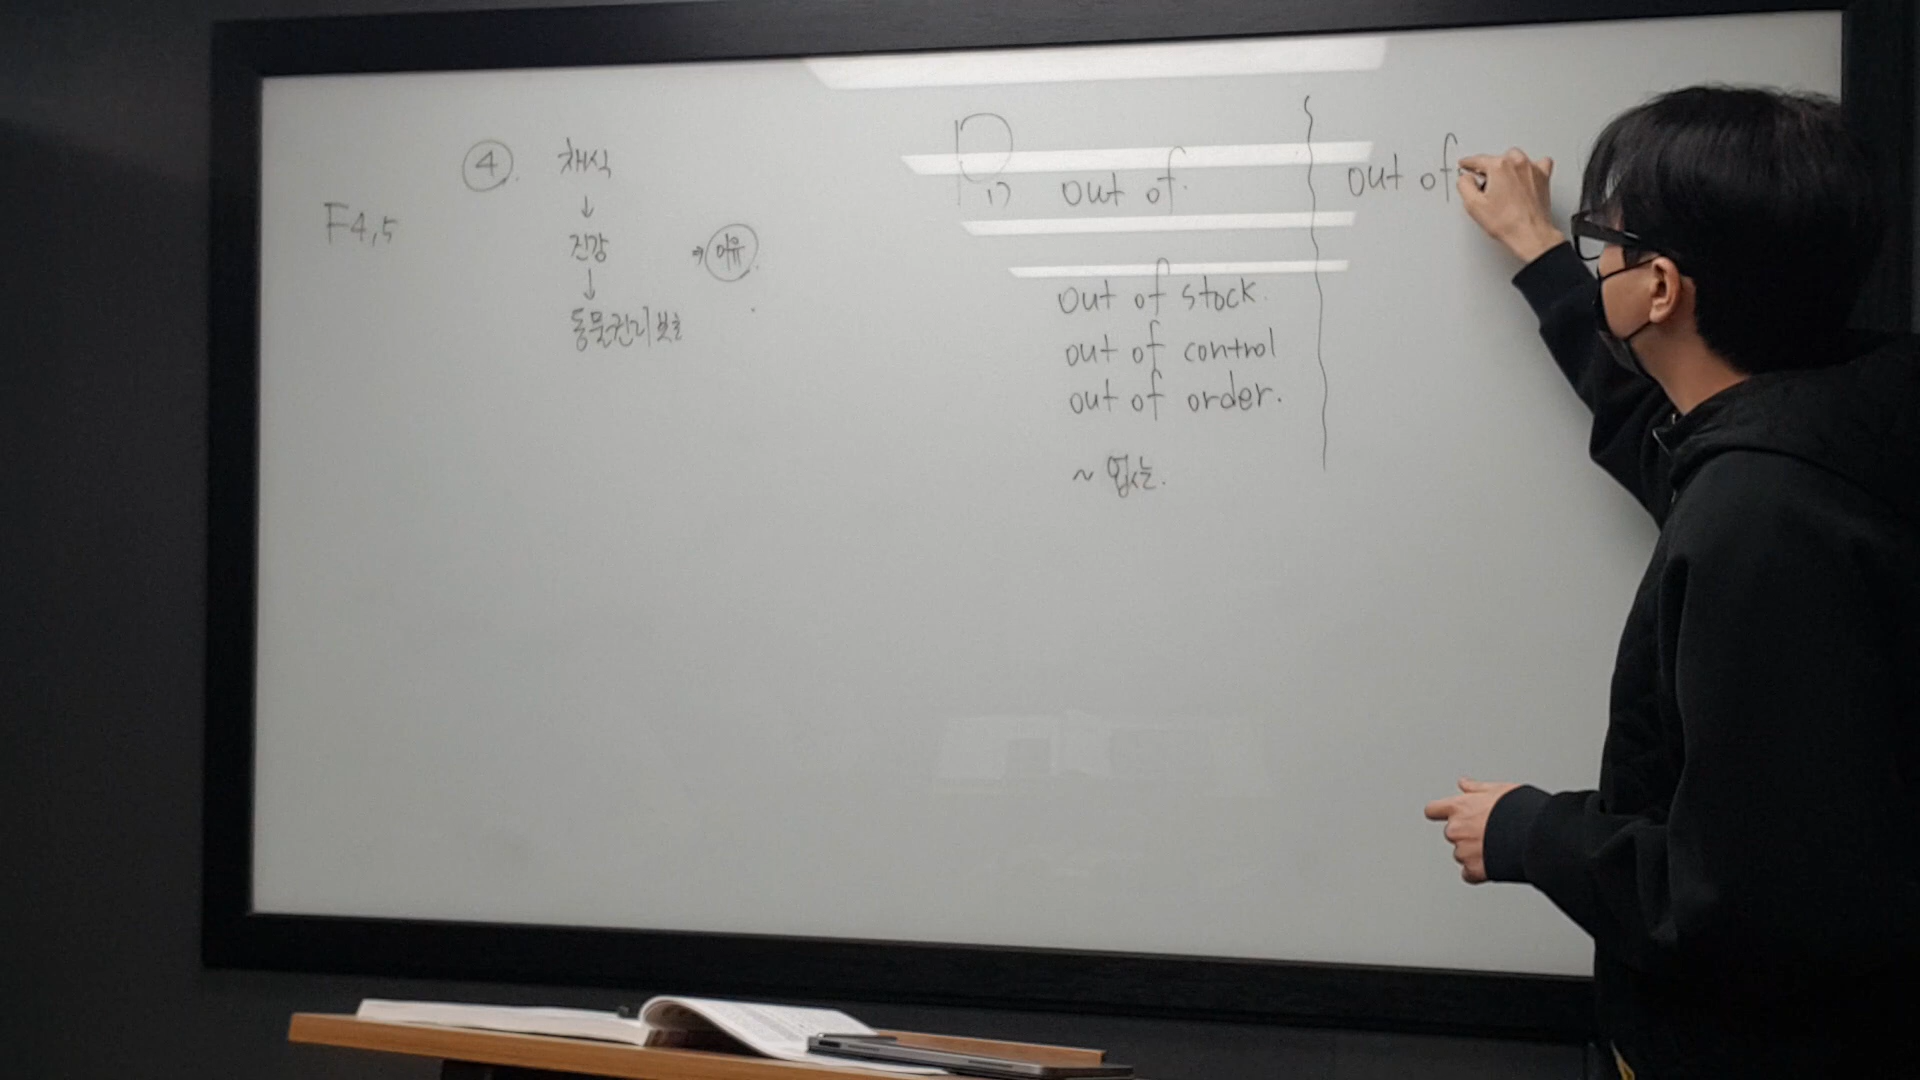 F4,5
④. 채식
↓
건강
↓
동물권리보호
⇒ 이유.
P
1) out of.
out of stock.
out of control
out of order.
~ 없는.
out of